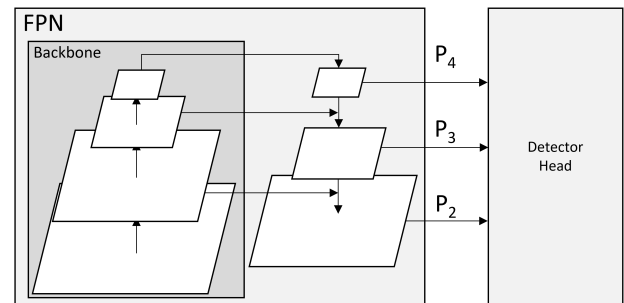 FPN
Backbone
P4
P3
P2
Detector
Head